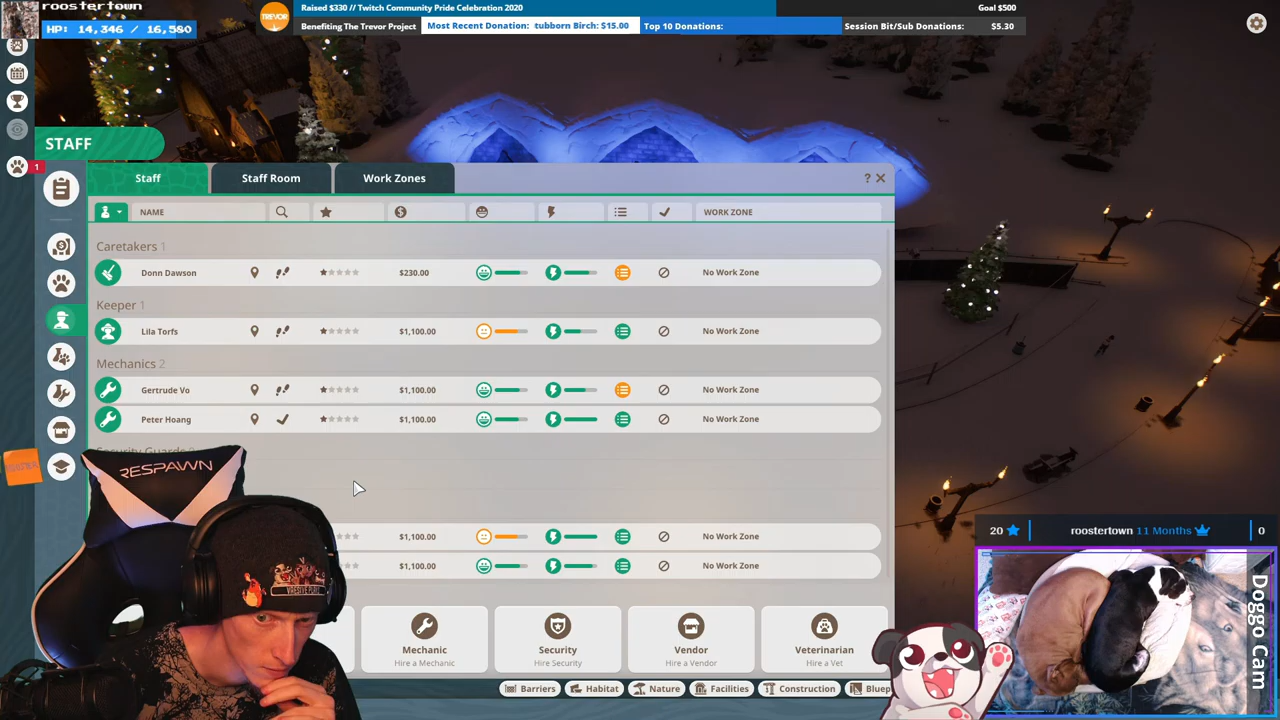 roostertown
HP: 14,346 / 16,580
TREVOR
Raised $330 // Twitch Community Pride Celebration 2020
Goal $500
Benefiting The Trevor Project
Most Recent Donation: tubborn Birch: $15.00
Top 10 Donations:
Session Bit/Sub Donations: $5.30
STAFF
1
Staff
Staff Room
Work Zones
?
NAME
WORK ZONE
Caretakers 1
Donn Dawson $230.00 No Work Zone
Keeper 1
Lila Torfs $1,100.00 No Work Zone
Mechanics 2
Gertrude Vo $1,100.00 No Work Zone
Peter Hoang $1,100.00 No Work Zone
Security Guards
$1,100.00 No Work Zone
$1,100.00 No Work Zone
Mechanic
Hire a Mechanic
Security
Hire Security
Vendor
Hire a Vendor
Veterinarian
Hire a Vet
Barriers
Habitat
Nature
Facilities
Construction
Bluep
RESPAWN
20
roostertown 11 Months
0
Doggo Cam